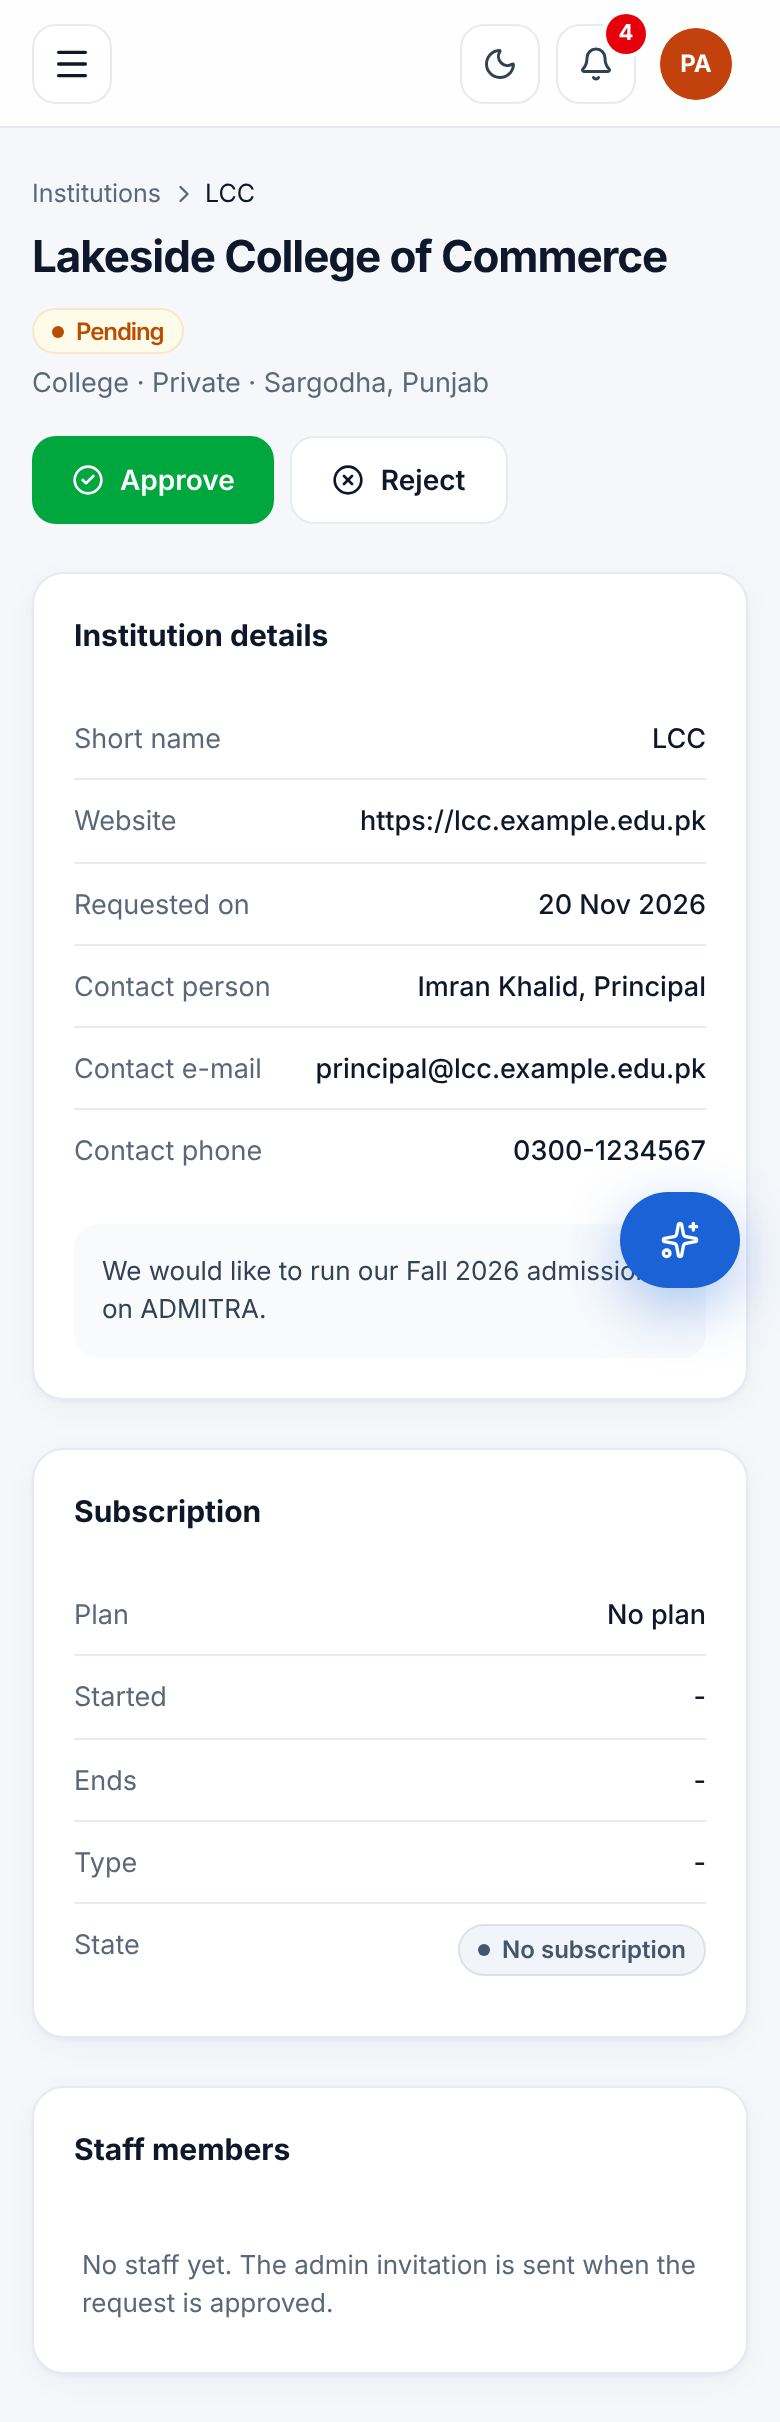 4
PA
Institutions > LCC
Lakeside College of Commerce
Pending
College · Private · Sargodha, Punjab
Approve
Reject
Institution details
Short name LCC
Website https://lcc.example.edu.pk
Requested on 20 Nov 2026
Contact person Imran Khalid, Principal
Contact e-mail principal@lcc.example.edu.pk
Contact phone 0300-1234567
We would like to run our Fall 2026
on ADMITRA.
Subscription
Plan No plan
Started -
Ends -
Type -
State No subscription
Staff members
No staff yet. The admin invitation is sent when the
request is approved.